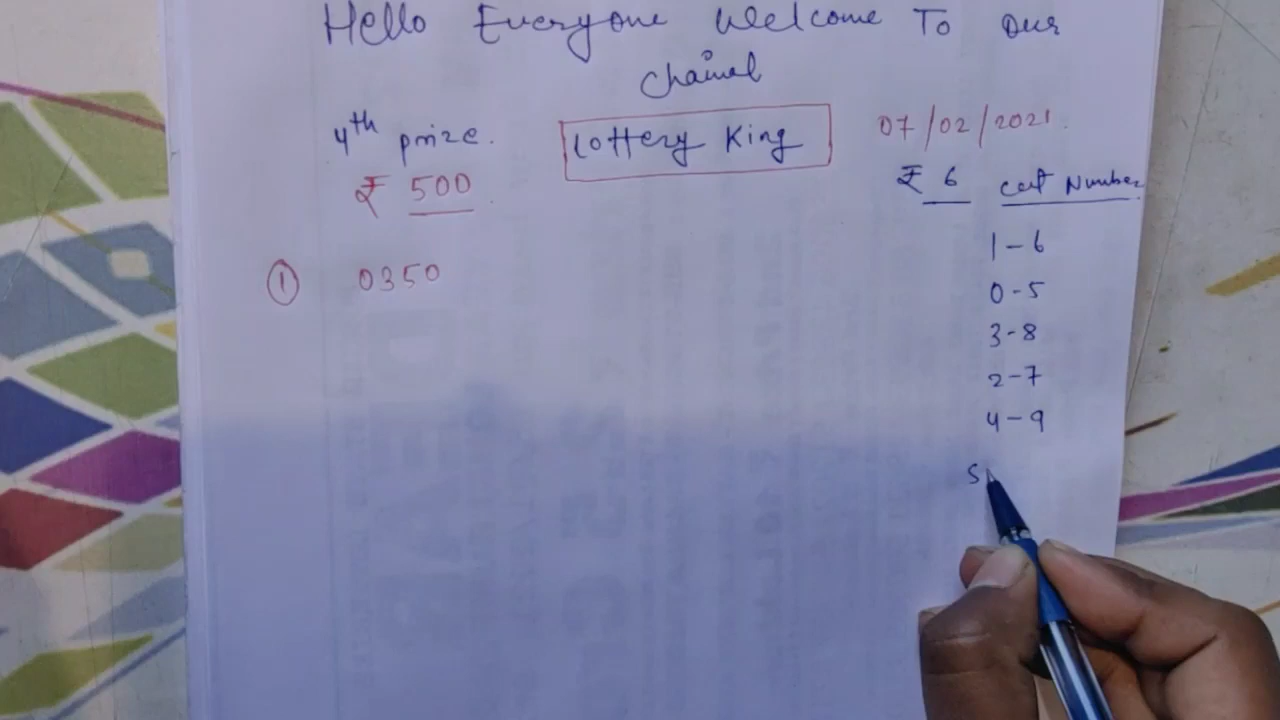 Hello Everyone Welcome To Our
Chainal
4th prize. Lottery King 07/02/2021.
₹ 500 ₹ 6 Cut Number
1-6
① 0350
0-5
3-8
2-7
4-9
S